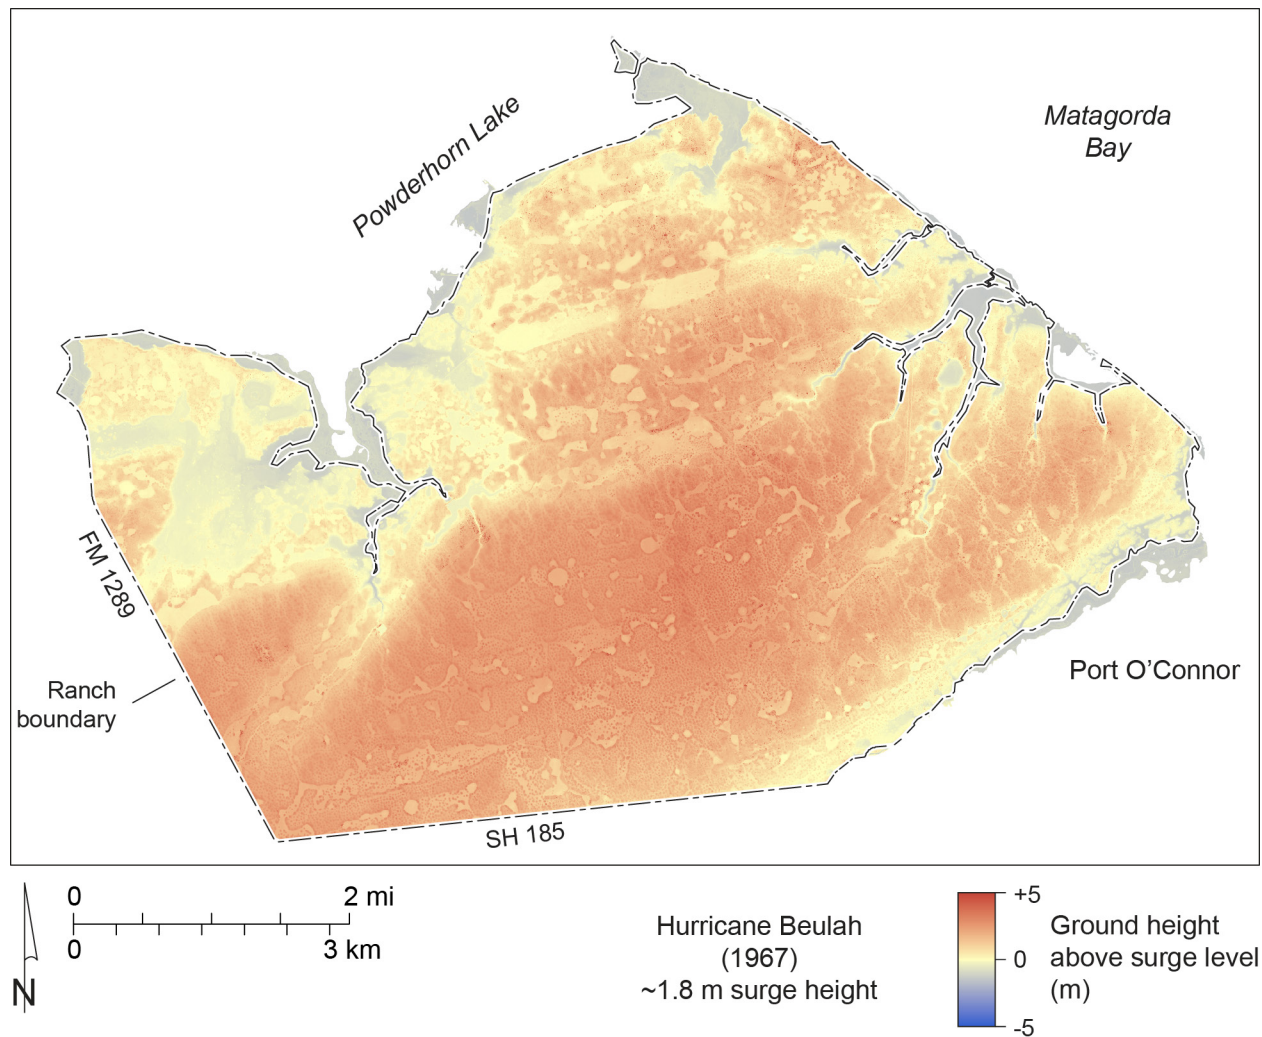 Powderhorn Lake
Matagorda
Bay
FM 1289
Ranch
boundary
Port O’Connor
SH 185
0
2 mi
0
3 km
N
Hurricane Beulah
(1967)
~1.8 m surge height
+5
0
-5
Ground height
above surge level
(m)